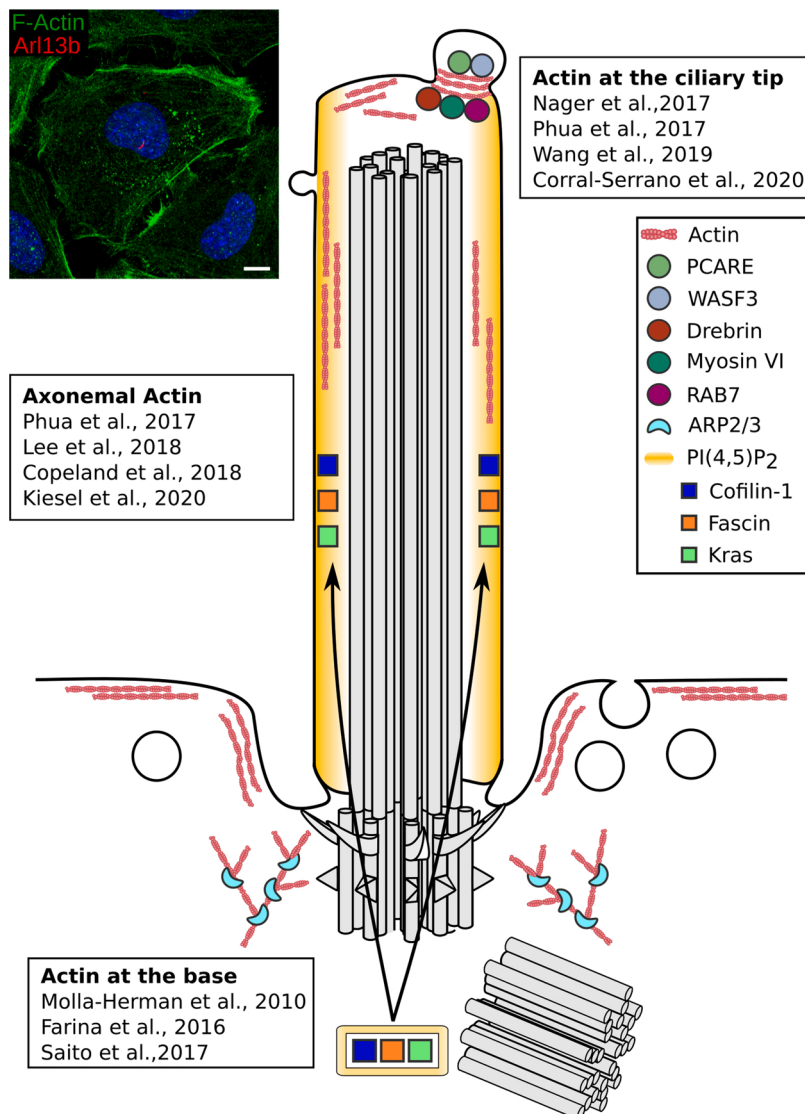 F-Actin
Arl13b
Actin at the ciliary tip
Nager et al.,2017
Phua et al., 2017
Wang et al., 2019
Corral-Serrano et al., 2020
Actin
PCARE
WASF3
Drebrin
Myosin VI
RAB7
ARP2/3
PI(4,5)P2
Cofilin-1
Fascin
Kras
Axonemal Actin
Phua et al., 2017
Lee et al., 2018
Copeland et al., 2018
Kiesel et al., 2020
Actin at the base
Molla-Herman et al., 2010
Farina et al., 2016
Saito et al.,2017